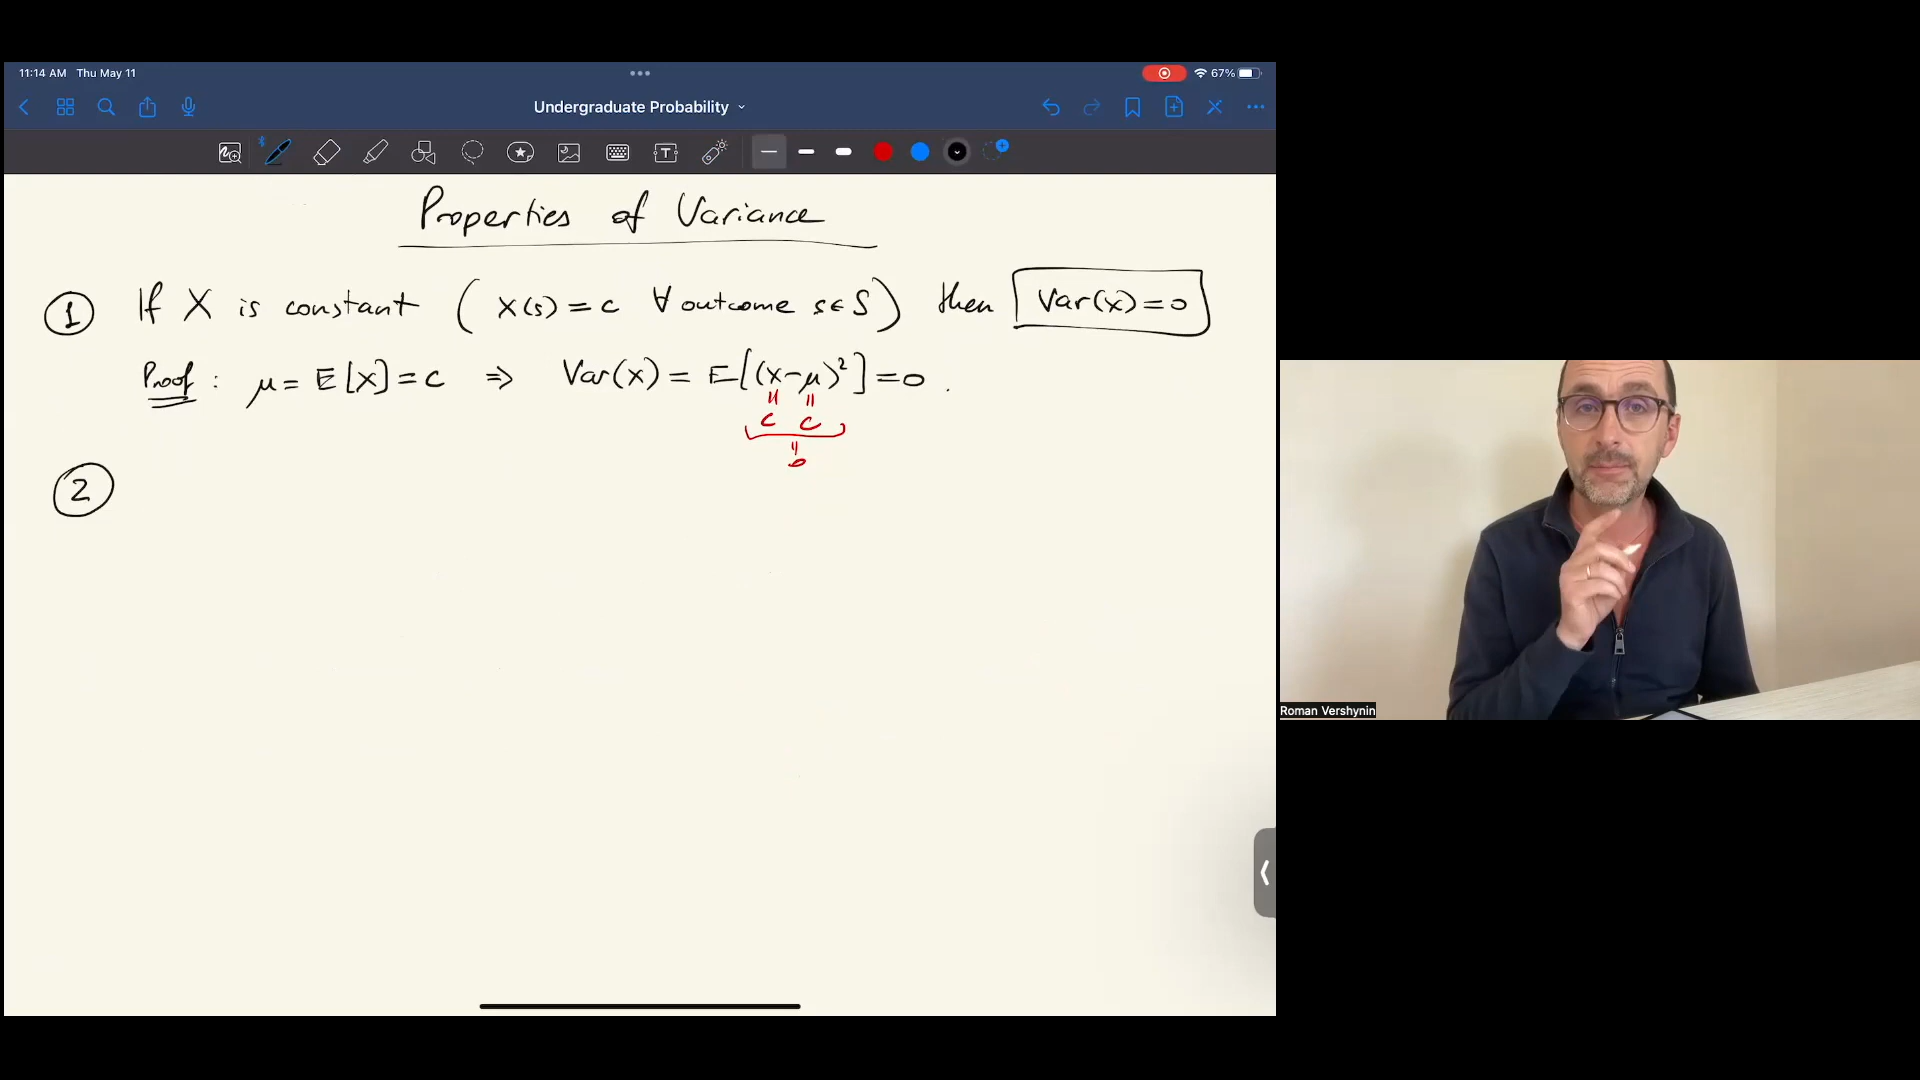 11:14 AM Thu May 11
67%
Undergraduate Probability
Properties of Variance
① If X is constant ( X(s) = c ∀ outcome s ∈ S ) then Var(X) = 0
Proof : μ = E[X] = c ⇒ Var(X) = E[(X-μ)²] = 0 .
" "
c c
"
0
②
Roman Vershynin